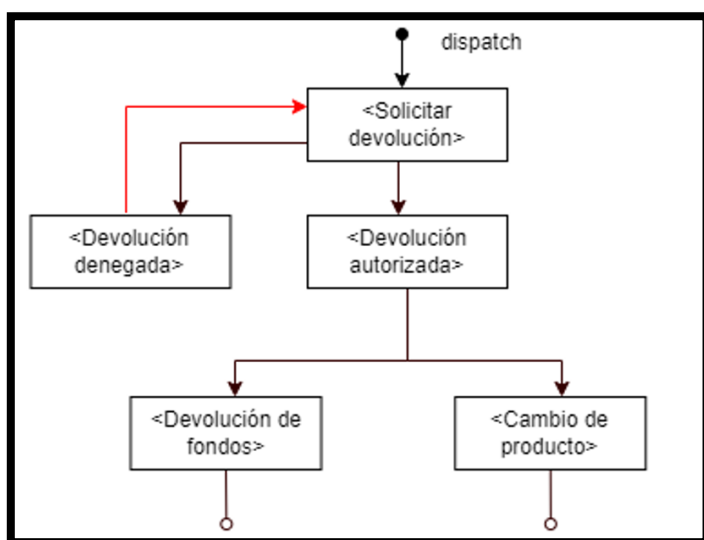 dispatch
<Solicitar
devolución>
<Devolución
denegada>
<Devolución
autorizada>
<Devolución de
fondos>
<Cambio de
producto>